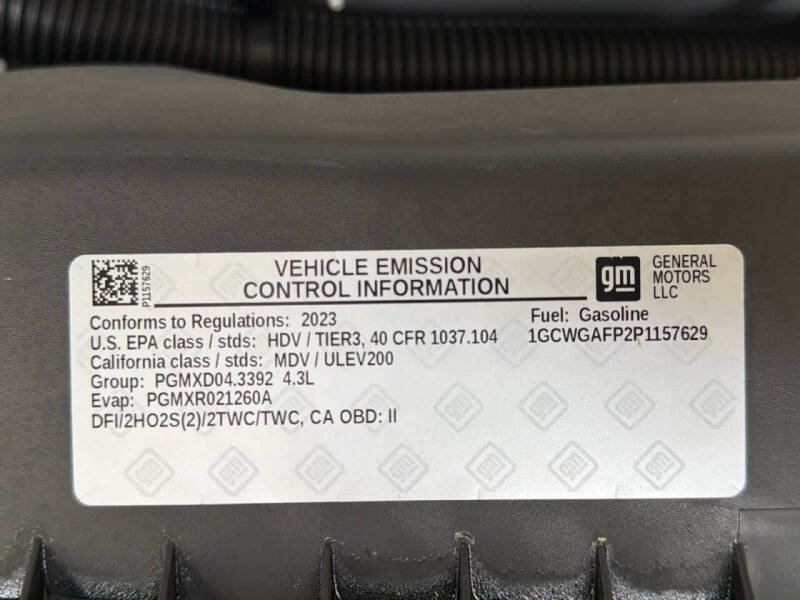 P1157629
VEHICLE EMISSION
CONTROL INFORMATION
gm
GENERAL
MOTORS
LLC
Conforms to Regulations: 2023
Fuel: Gasoline
U.S. EPA class / stds: HDV / TIER3, 40 CFR 1037.104
1GCWGAFP2P1157629
California class / stds: MDV / ULEV200
Group: PGMXD04.3392 4.3L
Evap: PGMXR021260A
DFI/2HO2S(2)/2TWC/TWC, CA OBD: II